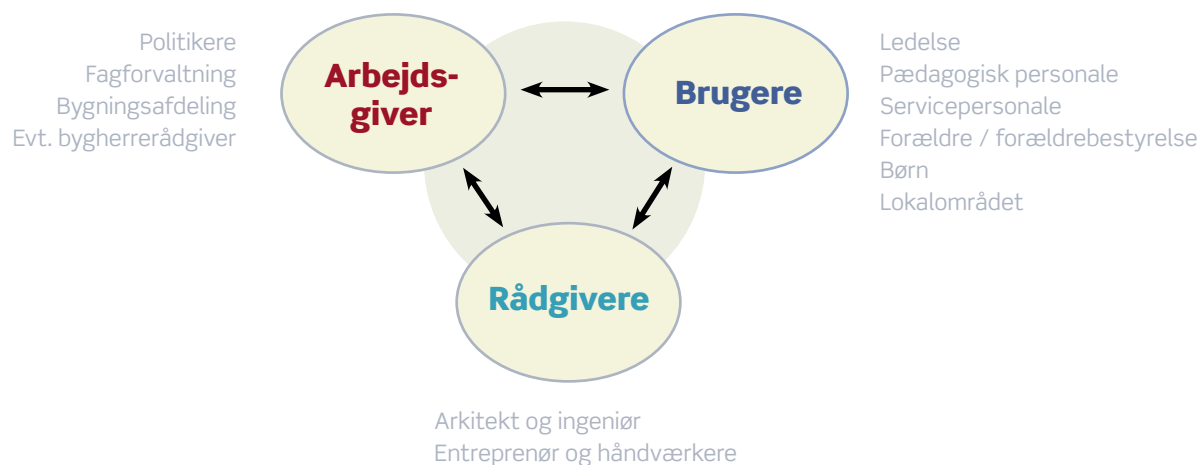 Politikere
Fagforvaltning
Bygningsafdeling
Evt. bygherrerådgiver
Arbejds-
giver
Brugere
Ledelse
Pædagogisk personale
Servicepersonale
Forældre / forældrebestyrelse
Børn
Lokalområdet
Rådgivere
Arkitekt og ingeniør
Entreprenør og håndværkere